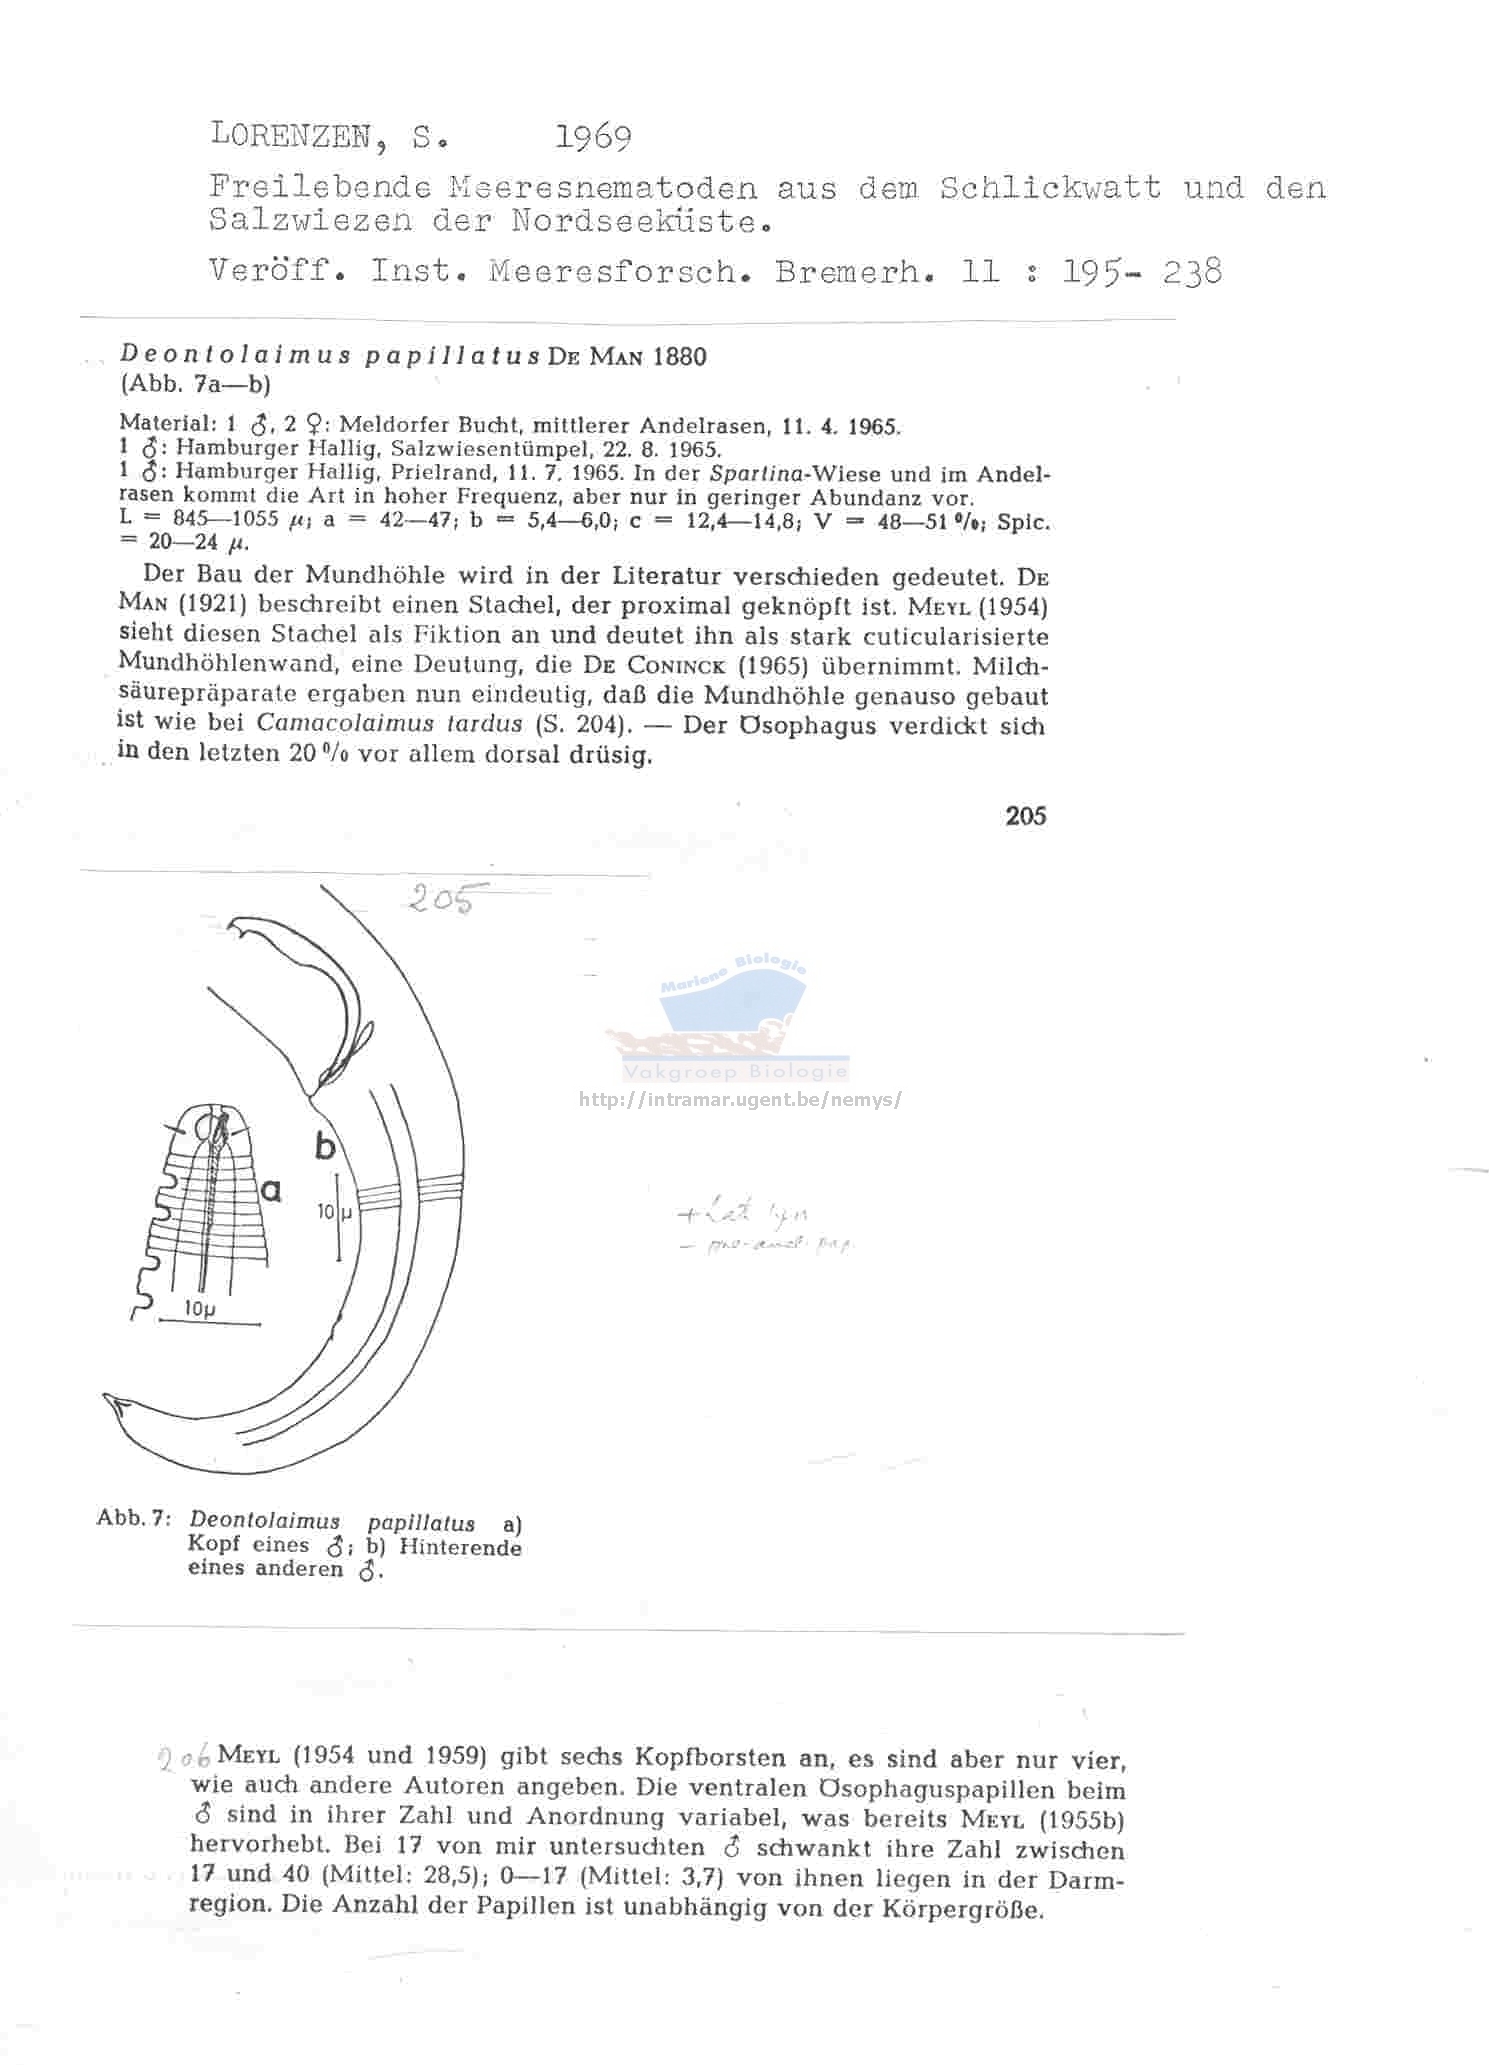 LORENZEN, S. 1969
Freilebende Meeresnematoden aus dem Schlickwatt und den
Salzwiezen der Nordseeküste.
Veröff. Inst. Meeresforsch. Bremerh. 11 : 195- 238
Deontolaimus papillatus DE MAN 1880
(Abb. 7a—b)
Material: 1 ♂, 2 ♀: Meldorfer Bucht, mittlerer Andelrasen, 11. 4. 1965.
1 ♂: Hamburger Hallig, Salzwiesentümpel, 22. 8. 1965.
1 ♂: Hamburger Hallig, Prielrand, 11. 7. 1965. In der Spartina-Wiese und im Andel-
rasen kommt die Art in hoher Frequenz, aber nur in geringer Abundanz vor.
L = 845—1055 μ; a = 42—47; b = 5,4—6,0; c = 12,4—14,8; V = 48—51 %; Spic.
= 20—24 μ.
Der Bau der Mundhöhle wird in der Literatur verschieden gedeutet. DE
MAN (1921) beschreibt einen Stachel, der proximal geknöpft ist. MEYL (1954)
sieht diesen Stachel als Fiktion an und deutet ihn als stark cuticularisierte
Mundhöhlenwand, eine Deutung, die DE CONINCK (1965) übernimmt. Milch-
säurepräparate ergaben nun eindeutig, daß die Mundhöhle genauso gebaut
ist wie bei Camacolaimus tardus (S. 204). — Der Ösophagus verdickt sich
in den letzten 20 % vor allem dorsal drüsig.
205
205
Mariene Biologie
Vakgroep Biologie
http://intramar.ugent.be/nemys/
b
a
10 μ
10μ
+ Lat
Abb. 7: Deontolaimus papillatus a)
Kopf eines ♂; b) Hinterende
eines anderen ♂.
206 MEYL (1954 und 1959) gibt sechs Kopfborsten an, es sind aber nur vier,
wie auch andere Autoren angeben. Die ventralen Ösophaguspapillen beim
♂ sind in ihrer Zahl und Anordnung variabel, was bereits MEYL (1955b)
hervorhebt. Bei 17 von mir untersuchten ♂ schwankt ihre Zahl zwischen
17 und 40 (Mittel: 28,5); 0—17 (Mittel: 3,7) von ihnen liegen in der Darm-
region. Die Anzahl der Papillen ist unabhängig von der Körpergröße.